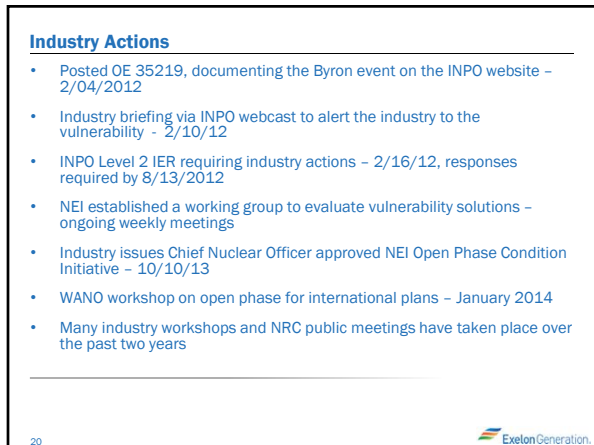 Industry Actions
• Posted OE 35219, documenting the Byron event on the INPO website –
2/04/2012
• Industry briefing via INPO webcast to alert the industry to the
vulnerability - 2/10/12
• INPO Level 2 IER requiring industry actions – 2/16/12, responses
required by 8/13/2012
• NEI established a working group to evaluate vulnerability solutions –
ongoing weekly meetings
• Industry issues Chief Nuclear Officer approved NEI Open Phase Condition
Initiative – 10/10/13
• WANO workshop on open phase for international plans – January 2014
• Many industry workshops and NRC public meetings have taken place over
the past two years
20
Exelon Generation.